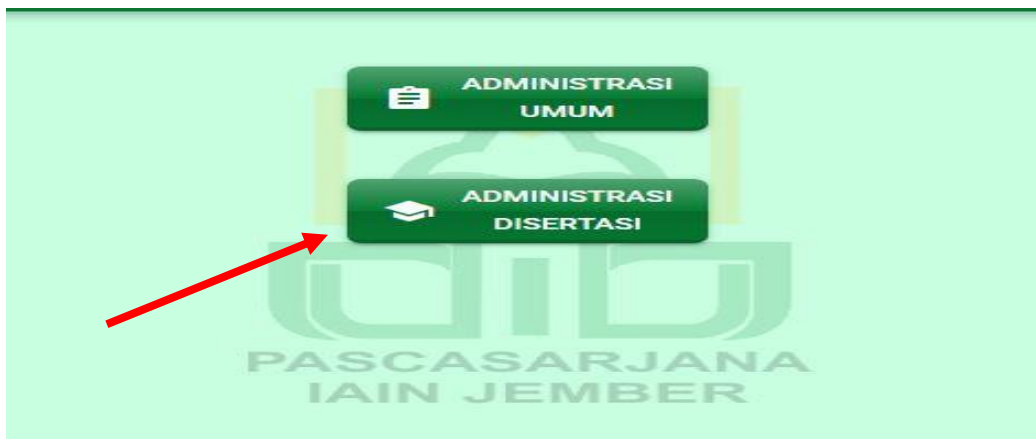 ADMINISTRASI
UMUM
ADMINISTRASI
DISERTASI
PASCASARJANA
IAIN JEMBER